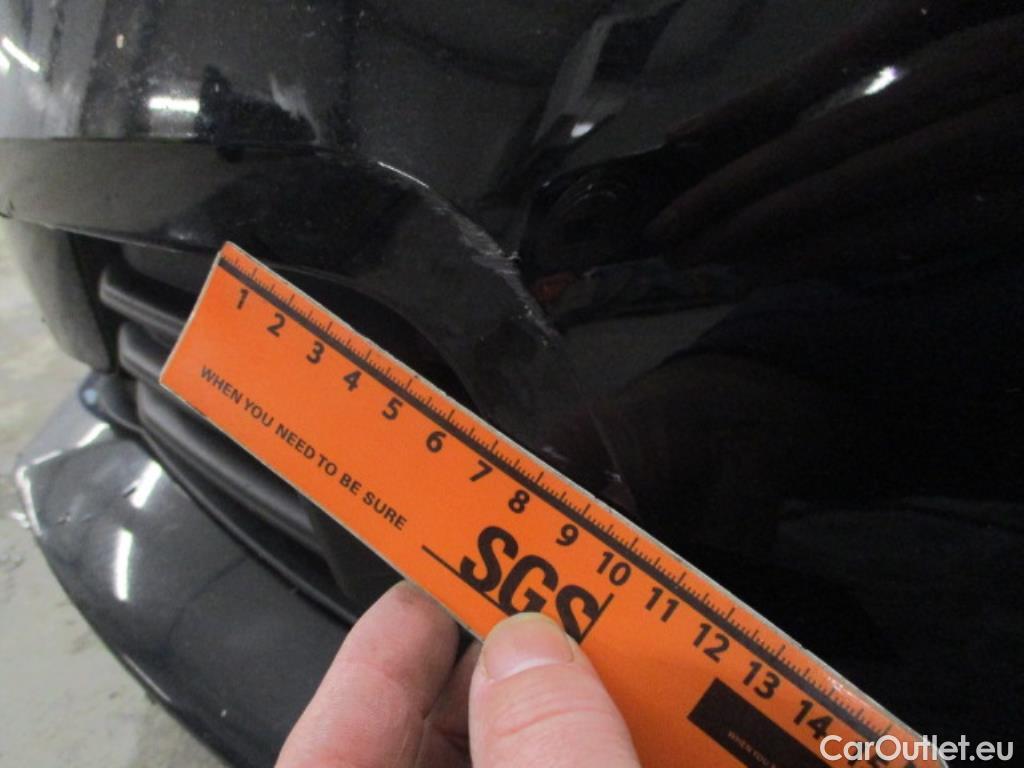 1 2 3 4 5 6 7 8 9 10 11 12 13 14
WHEN YOU NEED TO BE SURE
SGS
CarOutlet.eu